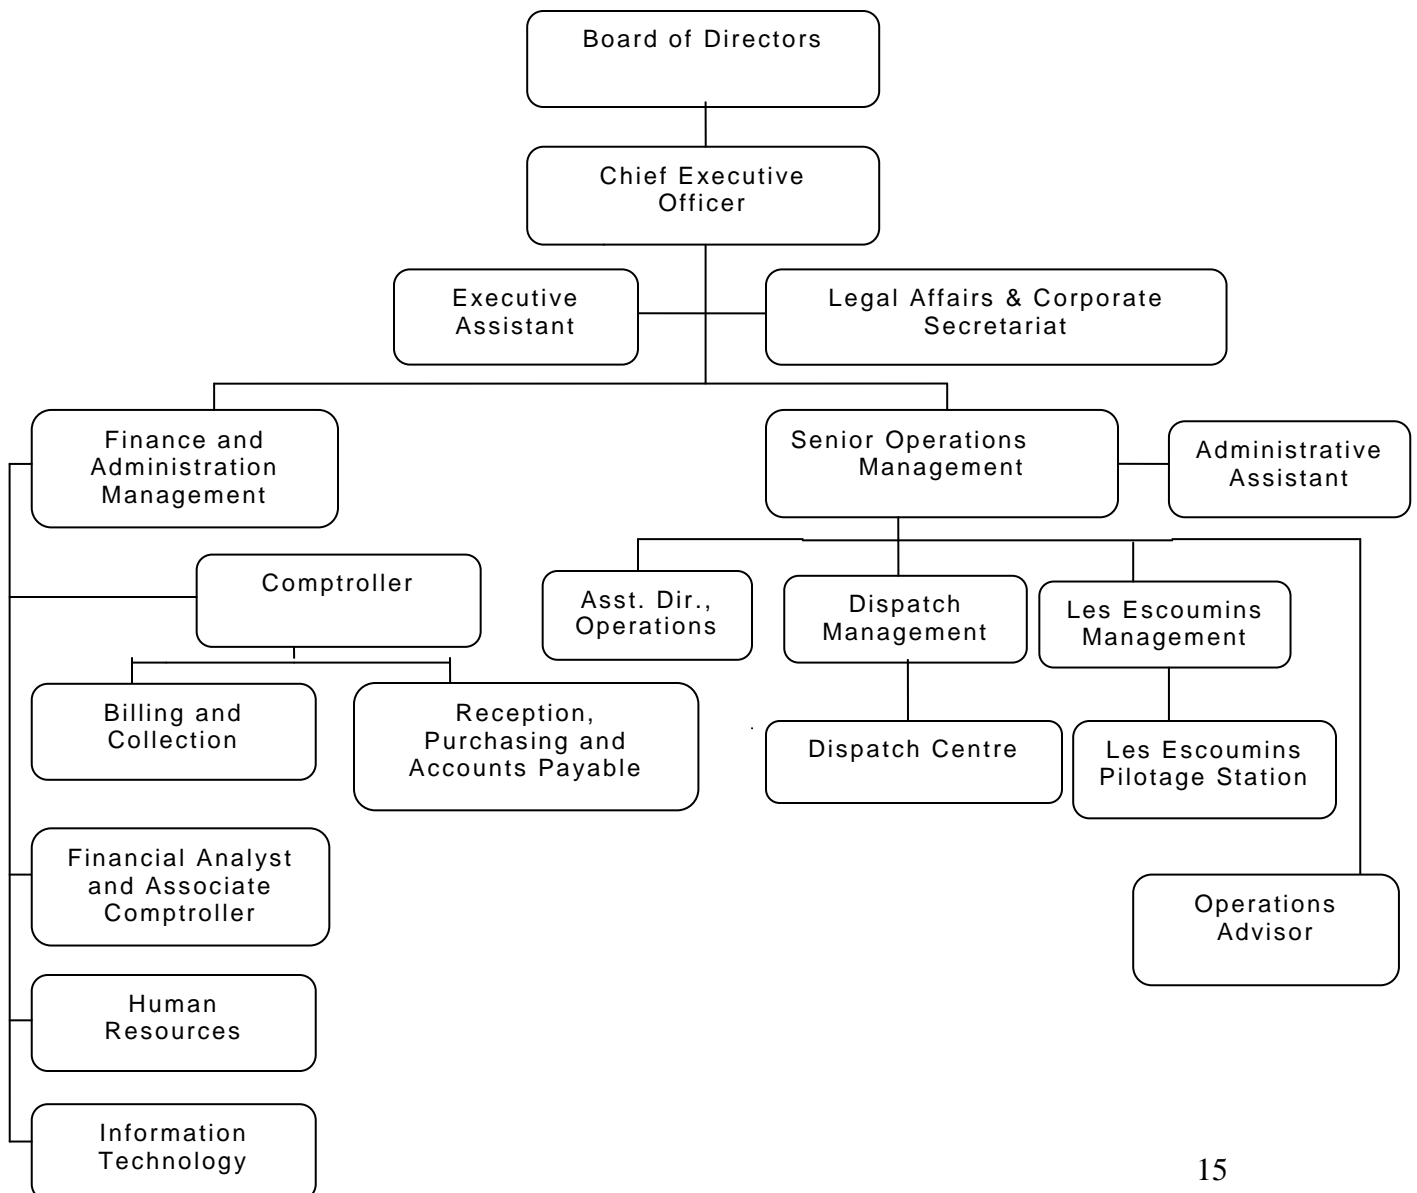 Board of Directors
Chief Executive
Officer
Executive
Assistant
Legal Affairs & Corporate
Secretariat
Finance and
Administration
Management
Senior Operations
Management
Administrative
Assistant
Comptroller
Asst. Dir.,
Operations
Dispatch
Management
Les Escoumins
Management
Billing and
Collection
Reception,
Purchasing and
Accounts Payable
Dispatch Centre
Les Escoumins
Pilotage Station
Financial Analyst
and Associate
Comptroller
Operations
Advisor
Human
Resources
Information
Technology
15